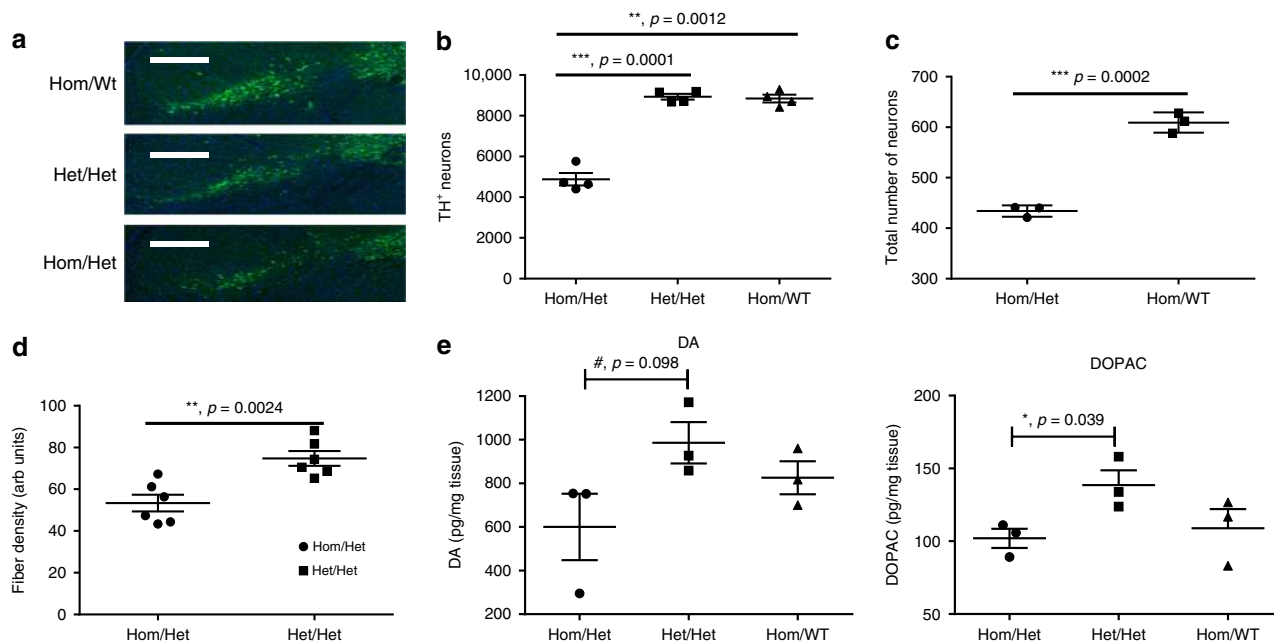 a
Hom/Wt
Het/Het
Hom/Het
b
**, p = 0.0012
***, p = 0.0001
TH+ neurons
10,000
8000
6000
4000
2000
0
Hom/Het Het/Het Hom/WT
c
*** p = 0.0002
Total number of neurons
700
600
500
400
300
Hom/Het Hom/WT
d
**, p = 0.0024
Fiber density (arb units)
100
80
60
40
20
0
Hom/Het
Het/Het
Hom/Het Het/Het
e
DA
#, p = 0.098
DA (pg/mg tissue)
1200
1000
800
600
400
200
Hom/Het Het/Het Hom/WT
DOPAC
*, p = 0.039
DOPAC (pg/mg tissue)
200
150
100
50
Hom/Het Het/Het Hom/WT